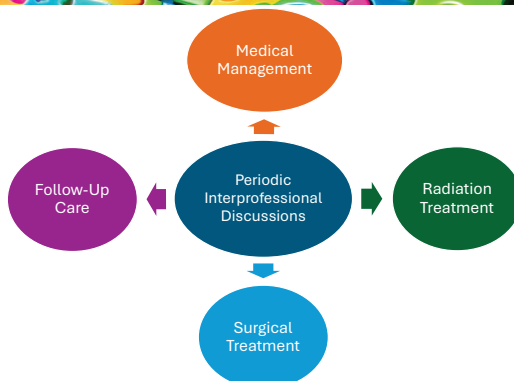 Medical
Management
Follow-Up
Care
Periodic
Interprofessional
Discussions
Radiation
Treatment
Surgical
Treatment